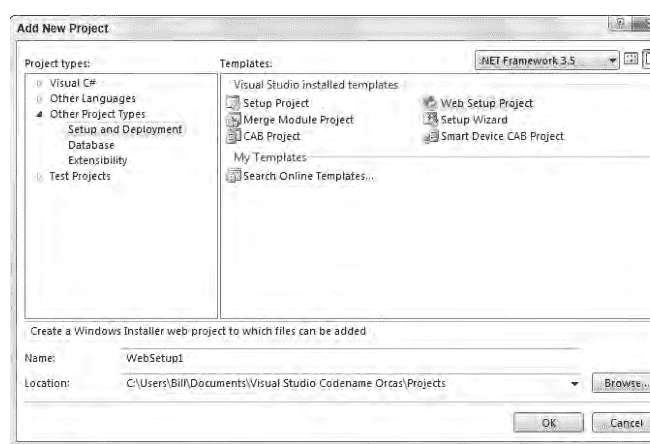 Add New Project
Project types:
Templates:
.NET Framework 3.5
Visual C#
Other Languages
Other Project Types
Setup and Deployment
Database
Extensibility
Test Projects
Visual Studio installed templates
Setup Project
Web Setup Project
Merge Module Project
Setup Wizard
CAB Project
Smart Device CAB Project
My Templates
Search Online Templates...
Create a Windows Installer web project to which files can be added
Name:
WebSetup1
Location:
C:\Users\Bill\Documents\Visual Studio Codename Orcas\Projects
Browse...
OK
Cancel